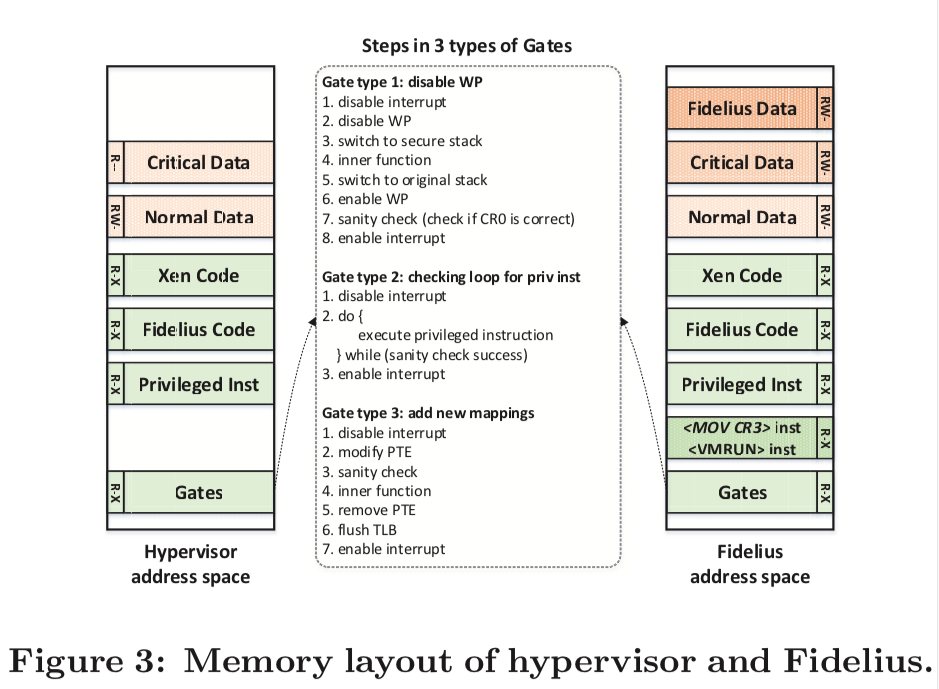 Steps in 3 types of Gates
R--
Critical Data
RW-
Normal Data
R-X
Xen Code
R-X
Fidelius Code
R-X
Privileged Inst
R-X
Gates
Hypervisor
address space
Gate type 1: disable WP
1. disable interrupt
2. disable WP
3. switch to secure stack
4. inner function
5. switch to original stack
6. enable WP
7. sanity check (check if CR0 is correct)
8. enable interrupt
Gate type 2: checking loop for priv inst
1. disable interrupt
2. do {
execute privileged instruction
} while (sanity check success)
3. enable interrupt
Gate type 3: add new mappings
1. disable interrupt
2. modify PTE
3. sanity check
4. inner function
5. remove PTE
6. flush TLB
7. enable interrupt
Fidelius Data
RW-
Critical Data
RW-
Normal Data
RW-
Xen Code
R-X
Fidelius Code
R-X
Privileged Inst
R-X
<MOV CR3> inst
<VMRUN> inst
R-X
Gates
R-X
Fidelius
address space
Figure 3: Memory layout of hypervisor and Fidelius.